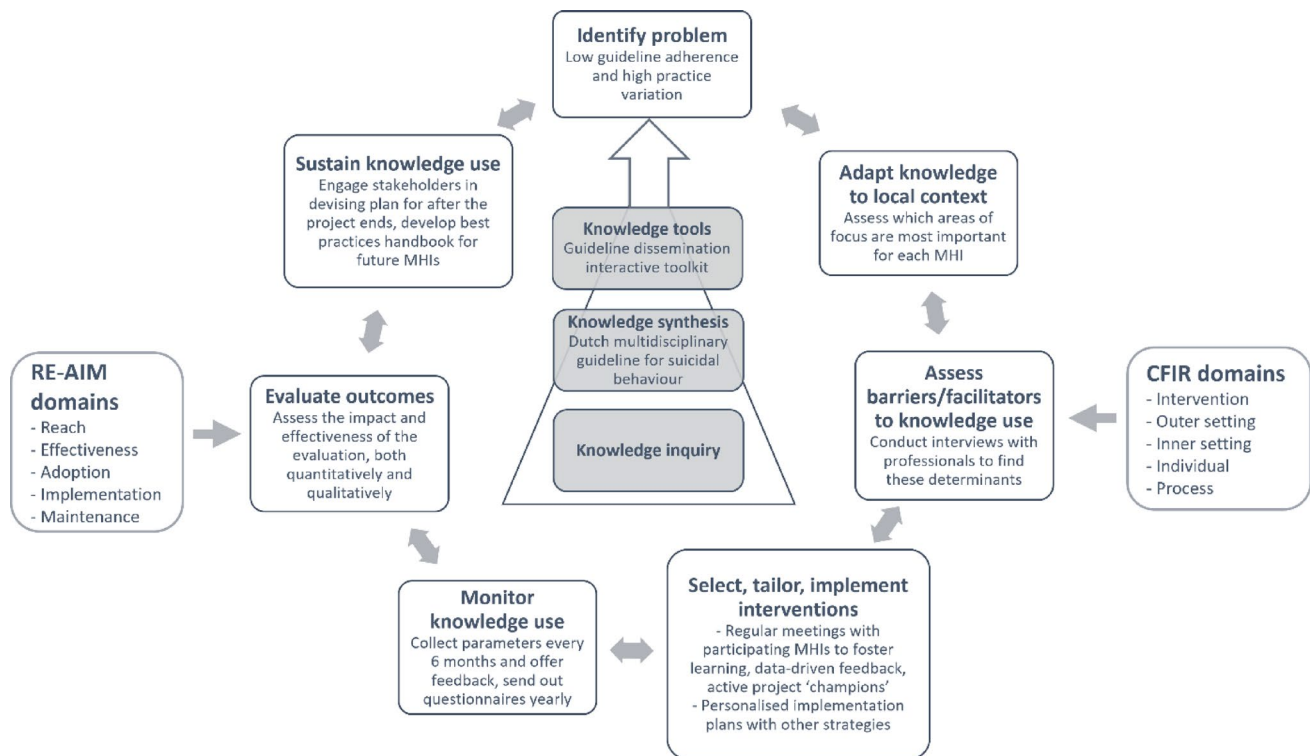 Identify problem
Low guideline adherence
and high practice
variation
Sustain knowledge use
Engage stakeholders in
devising plan for after the
project ends, develop best
practices handbook for
future MHIs
Adapt knowledge
to local context
Assess which areas of
focus are most important
for each MHI
Knowledge tools
Guideline dissemination
interactive toolkit
Knowledge synthesis
Dutch multidisciplinary
guideline for suicidal
behaviour
Knowledge inquiry
RE-AIM
domains
- Reach
- Effectiveness
- Adoption
- Implementation
- Maintenance
Evaluate outcomes
Assess the impact and
effectiveness of the
evaluation, both
quantitatively and
qualitatively
Assess
barriers/facilitators
to knowledge use
Conduct interviews with
professionals to find
these determinants
CFIR domains
- Intervention
- Outer setting
- Inner setting
- Individual
- Process
Monitor
knowledge use
Collect parameters every
6 months and offer
feedback, send out
questionnaires yearly
Select, tailor, implement
interventions
- Regular meetings with
participating MHIs to foster
learning, data-driven feedback,
active project ‘champions’
- Personalised implementation
plans with other strategies